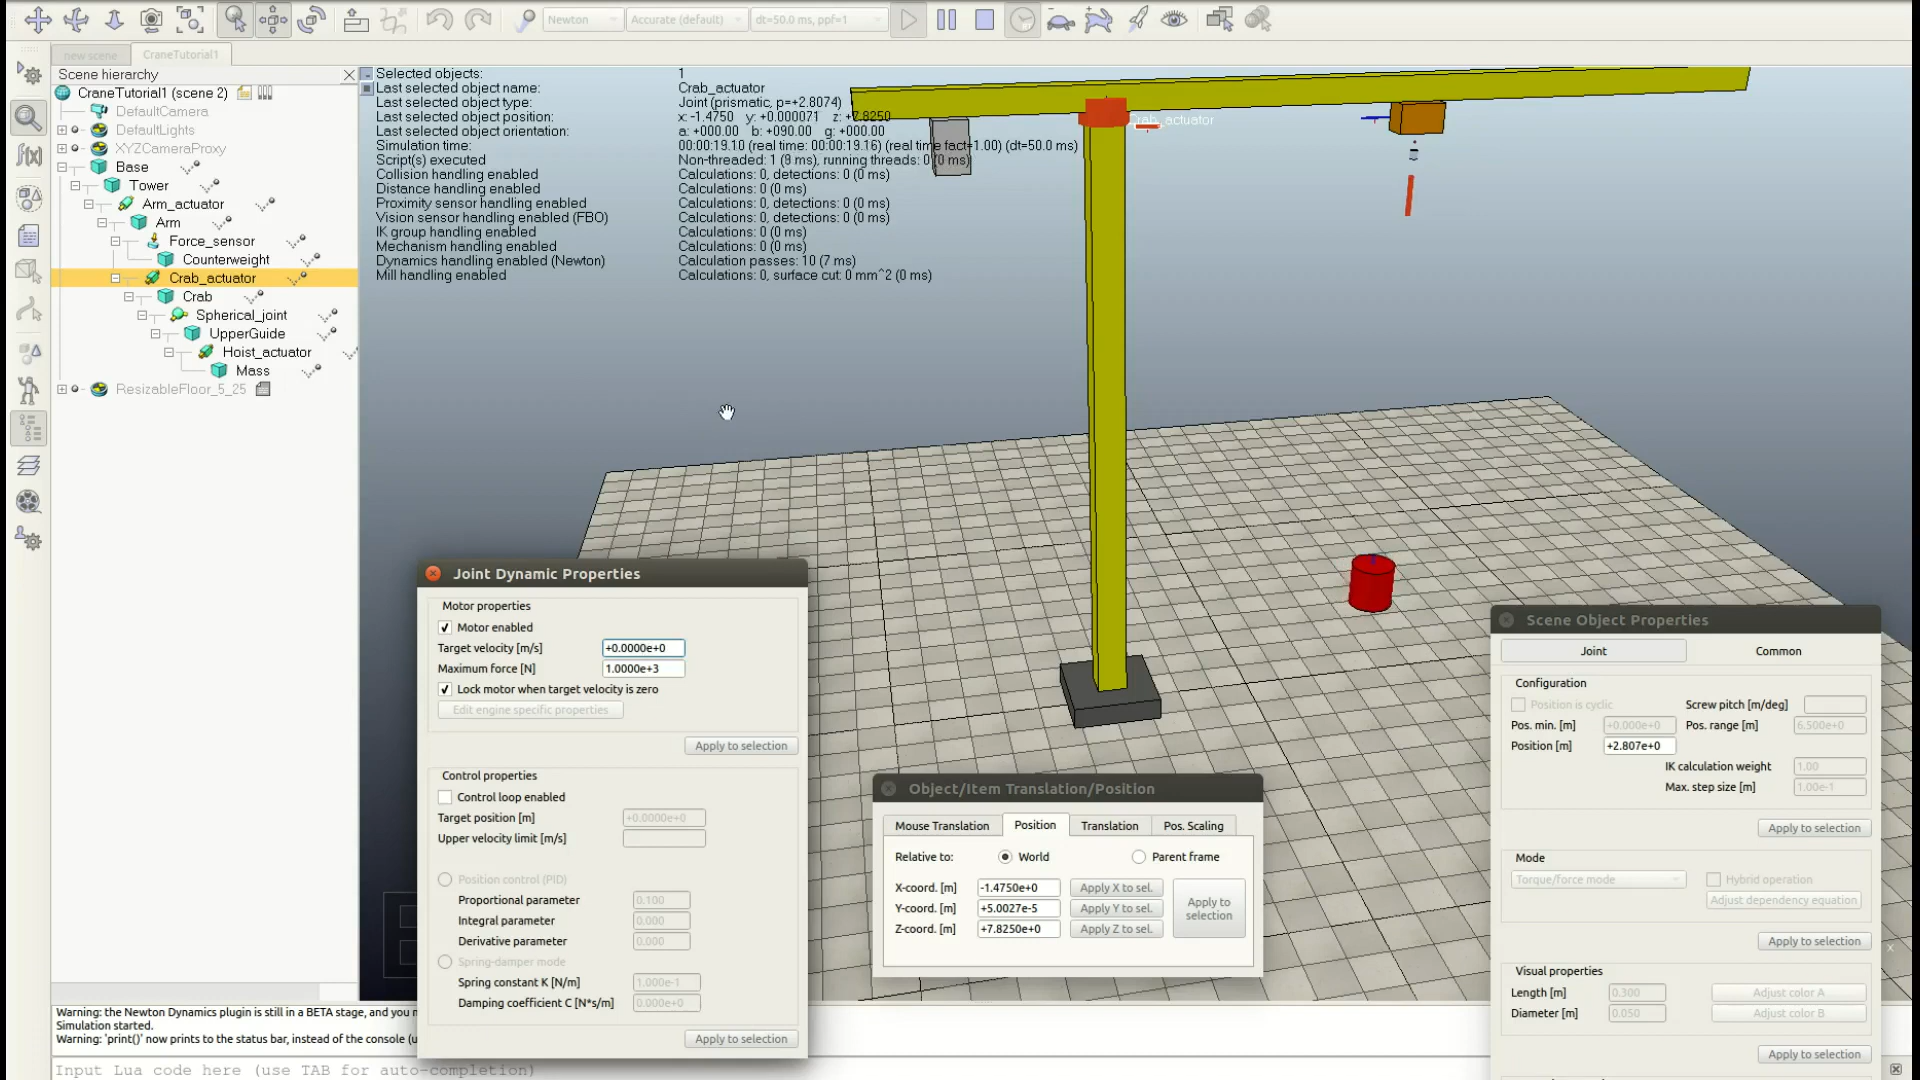 Newton
Accurate (default)
dt=50.0 ms, ppf=1
new scene
CraneTutorial1
Scene hierarchy
CraneTutorial1 (scene 2)
DefaultCamera
DefaultLights
XYZCameraProxy
Base
Tower
Arm_actuator
Arm
Force_sensor
Counterweight
Crab_actuator
Crab
Spherical_joint
UpperGuide
Hoist_actuator
Mass
ResizableFloor_5_25
Selected objects: 1
Last selected object name: Crab_actuator
Last selected object type: Joint (prismatic, p=+2.8074)
Last selected object position: x: -1.4750 y: +0.000071 z: +7.8250
Last selected object orientation: a: +000.00 b: +090.00 g: +000.00
Simulation time: 00:00:19.10 (real time: 00:00:19.16) (real time fact=1.00) (dt=50.0 ms)
Script(s) executed Non-threaded: 1 (9 ms), running threads: 0 (0 ms)
Collision handling enabled Calculations: 0, detections: 0 (0 ms)
Distance handling enabled Calculations: 0 (0 ms)
Proximity sensor handling enabled Calculations: 0, detections: 0 (0 ms)
Vision sensor handling enabled (FBO) Calculations: 0, detections: 0 (0 ms)
IK group handling enabled Calculations: 0 (0 ms)
Mechanism handling enabled Calculations: 0 (0 ms)
Dynamics handling enabled (Newton) Calculation passes: 10 (7 ms)
Mill handling enabled Calculations: 0, surface cut: 0 mm^2 (0 ms)
Crab_actuator
Joint Dynamic Properties
Motor properties
Motor enabled
Target velocity [m/s] +0.0000e+0
Maximum force [N] 1.0000e+3
Lock motor when target velocity is zero
Edit engine specific properties
Apply to selection
Control properties
Control loop enabled
Target position [m] +0.0000e+0
Upper velocity limit [m/s]
Position control (PID)
Proportional parameter 0.100
Integral parameter 0.000
Derivative parameter 0.000
Spring-damper mode
Spring constant K [N/m] 1.000e-1
Damping coefficient C [N*s/m] 0.000e+0
Apply to selection
Object/Item Translation/Position
Mouse Translation Position Translation Pos. Scaling
Relative to: World Parent frame
X-coord. [m] -1.4750e+0 Apply X to sel.
Y-coord. [m] +5.0027e-5 Apply Y to sel.
Z-coord. [m] +7.8250e+0 Apply Z to sel.
Apply to
selection
Scene Object Properties
Joint Common
Configuration
Position is cyclic Screw pitch [m/deg]
Pos. min. [m] +0.000e+0 Pos. range [m] 6.500e+0
Position [m] +2.807e+0
IK calculation weight 1.00
Max. step size [m] 1.00e-1
Apply to selection
Mode
Torque/force mode Hybrid operation
Adjust dependency equation
Apply to selection
Visual properties
Length [m] 0.300 Adjust color A
Diameter [m] 0.050 Adjust color B
Apply to selection
Warning: the Newton Dynamics plugin is still in a BETA stage, and you m
Simulation started.
Warning: 'print()' now prints to the status bar, instead of the console (u
Input Lua code here (use TAB for auto-completion)